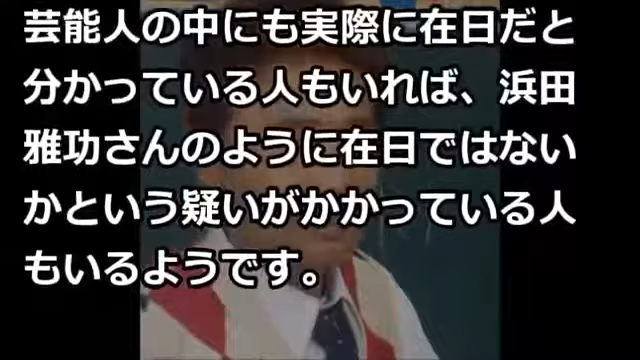 芸能人の中にも実際に在日だと
分かっている人もいれば、浜田
雅功さんのように在日ではない
かという疑いがかかっている人
もいるようです。